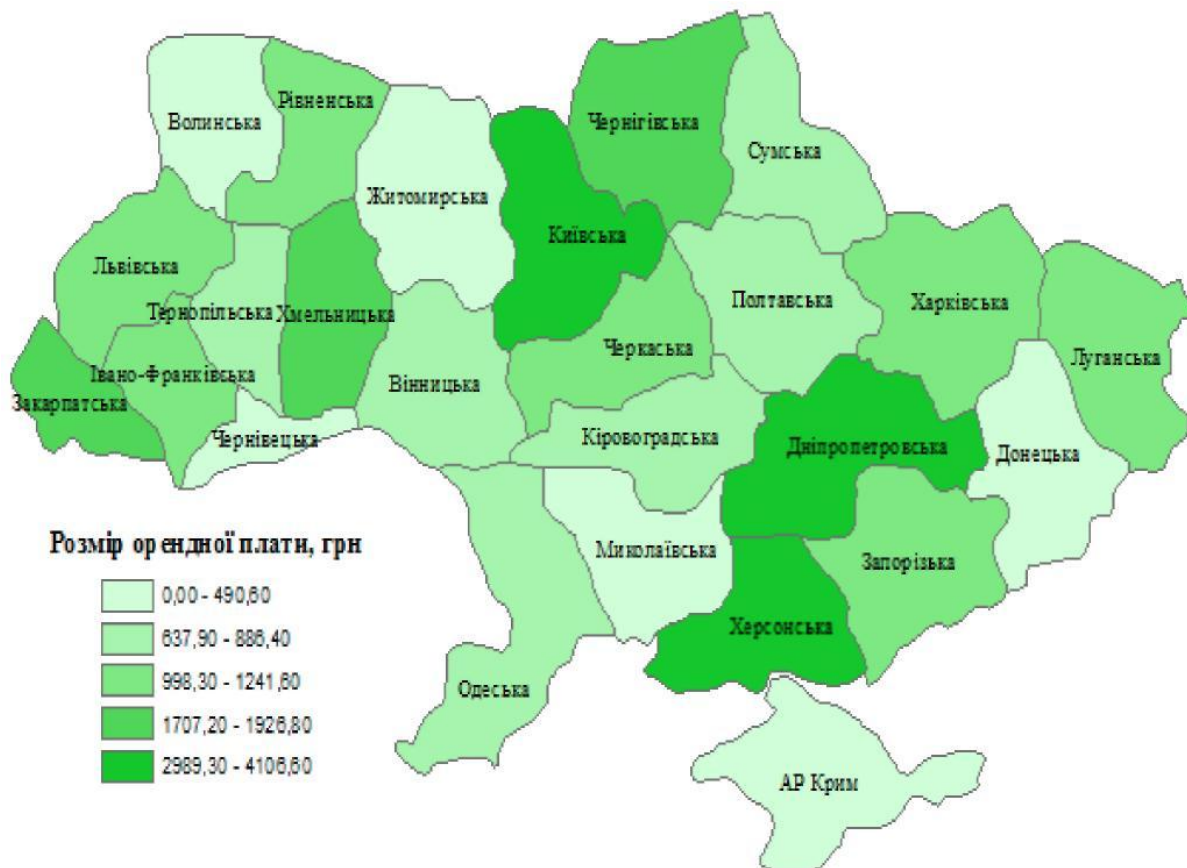 Волинська
Рівненська
Житомирська
Чернігівська
Сумська
Київська
Львівська
Тернопільська
Хмельницька
Полтавська
Харківська
Черкаська
Луганська
Івано-Франківська
Закарпатська
Вінницька
Чернівецька
Кіровоградська
Дніпропетровська
Донецька
Миколаївська
Запорізька
Херсонська
Одеська
АР Крим
Розмір орендної плати, грн
0,00 - 490,60
637,90 - 886,40
998,30 - 1241,60
1707,20 - 1926,80
2989,30 - 4106,60